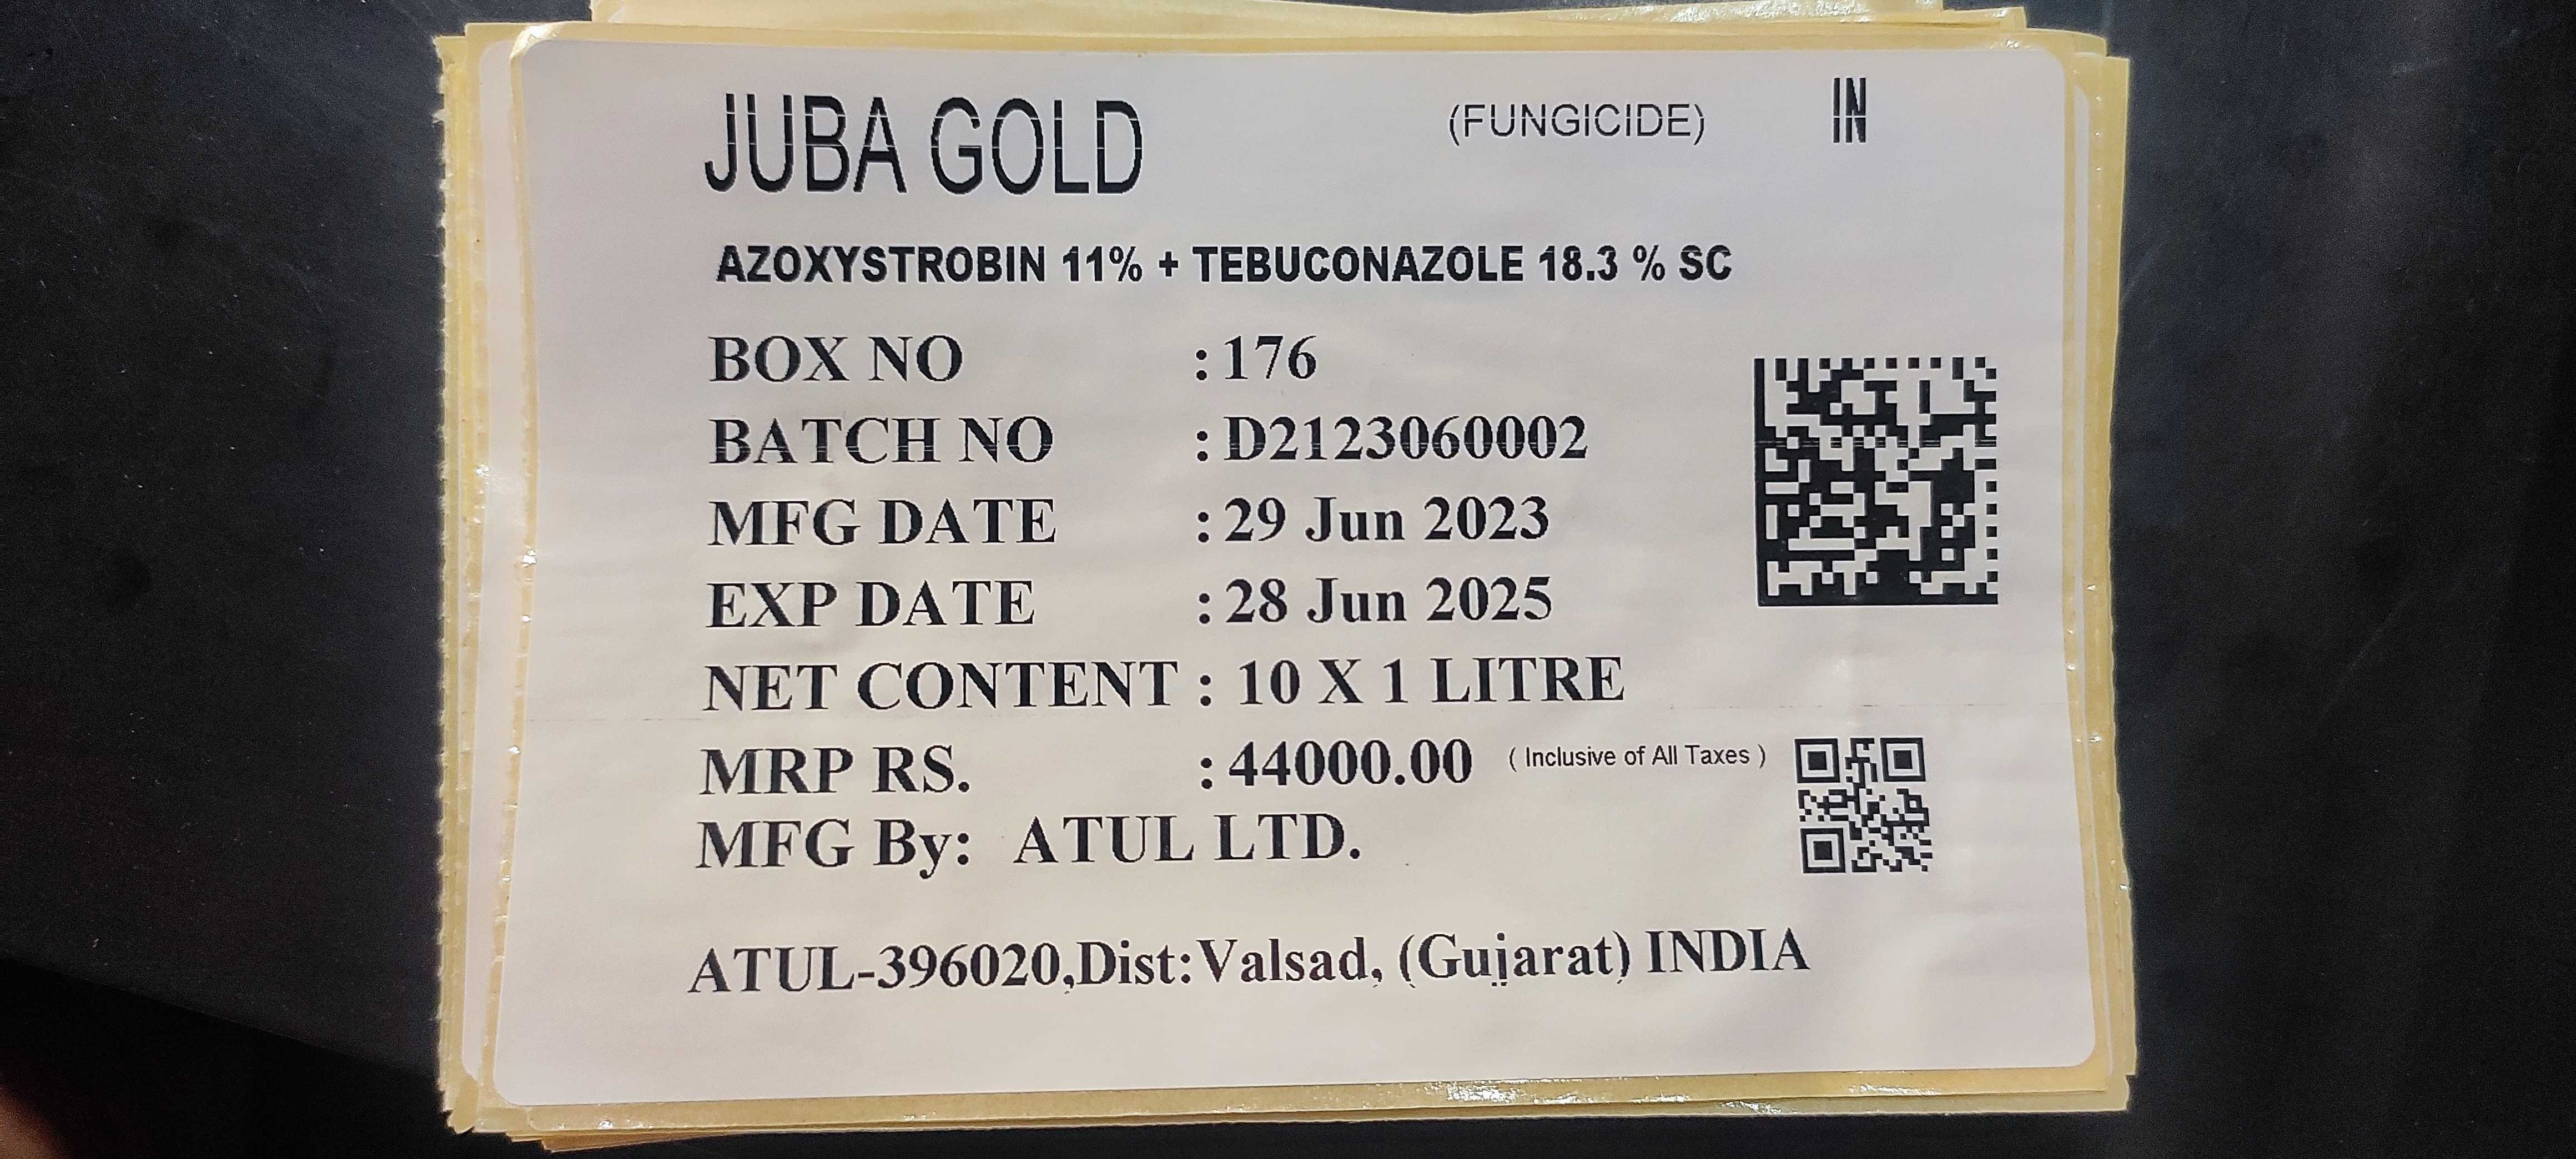 JUBA GOLD (FUNGICIDE) IN
AZOXYSTROBIN 11% + TEBUCONAZOLE 18.3 % SC
BOX NO : 176
BATCH NO : D2123060002
MFG DATE : 29 Jun 2023
EXP DATE : 28 Jun 2025
NET CONTENT : 10 X 1 LITRE
MRP RS. : 44000.00 ( Inclusive of All Taxes )
MFG By: ATUL LTD.
ATUL-396020,Dist:Valsad, (Gujarat) INDIA